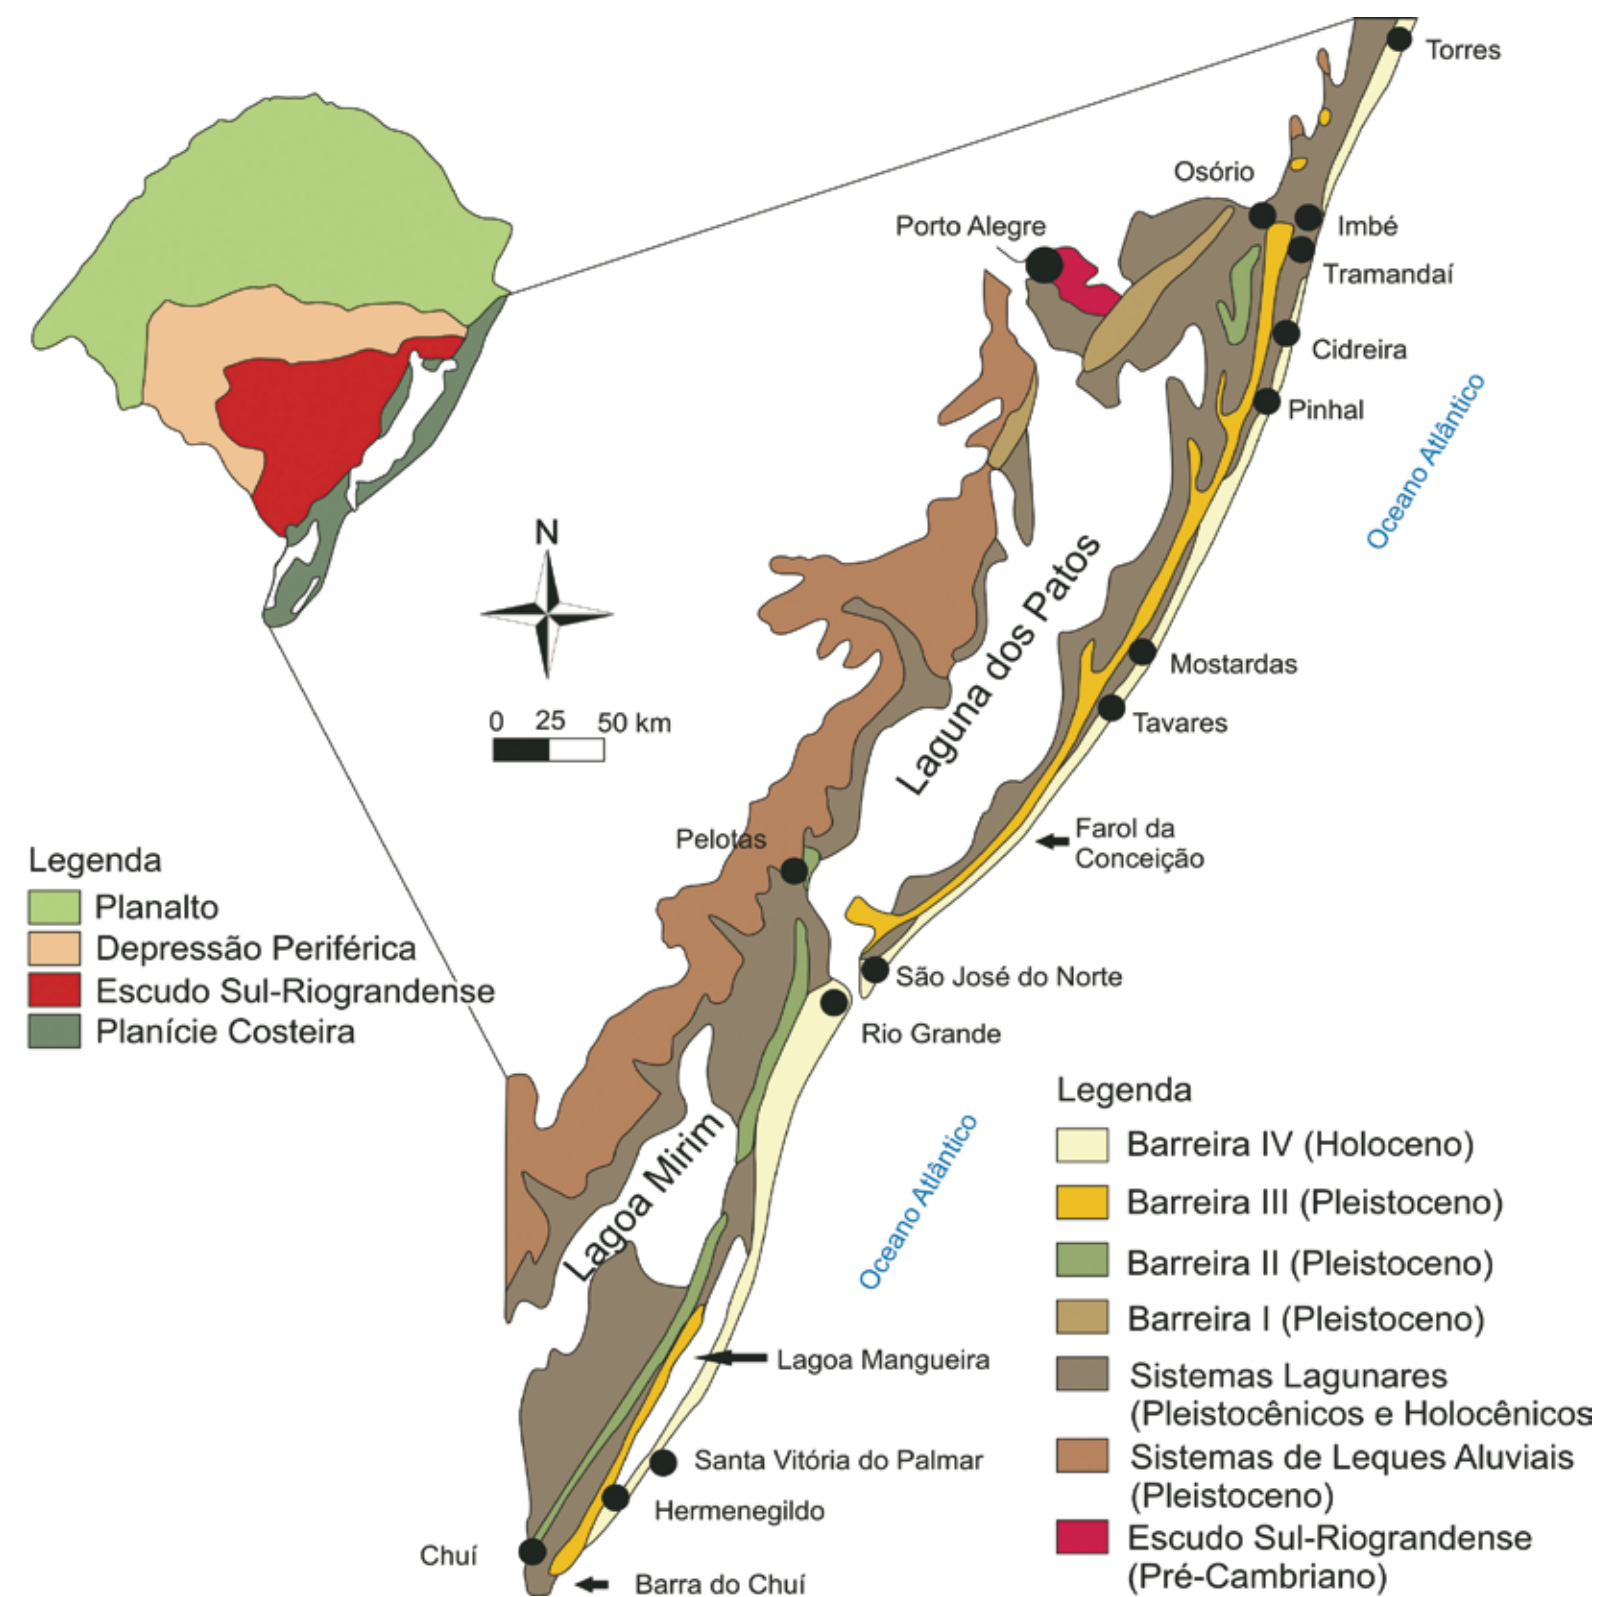 Torres
Osório
Porto Alegre
Imbé
Tramandaí
Cidreira
Pinhal
Oceano Atlântico
N
0 25 50 km
Laguna dos Patos
Mostardas
Tavares
Farol da
Conceição
Pelotas
São José do Norte
Rio Grande
Legenda
Planalto
Depressão Periférica
Escudo Sul-Riograndense
Planície Costeira
Lagoa Mirim
Oceano Atlântico
Lagoa Mangueira
Santa Vitória do Palmar
Hermenegildo
Chuí
Barra do Chuí
Legenda
Barreira IV (Holoceno)
Barreira III (Pleistoceno)
Barreira II (Pleistoceno)
Barreira I (Pleistoceno)
Sistemas Lagunares
(Pleistocênicos e Holocênicos
Sistemas de Leques Aluviais
(Pleistoceno)
Escudo Sul-Riograndense
(Pré-Cambriano)